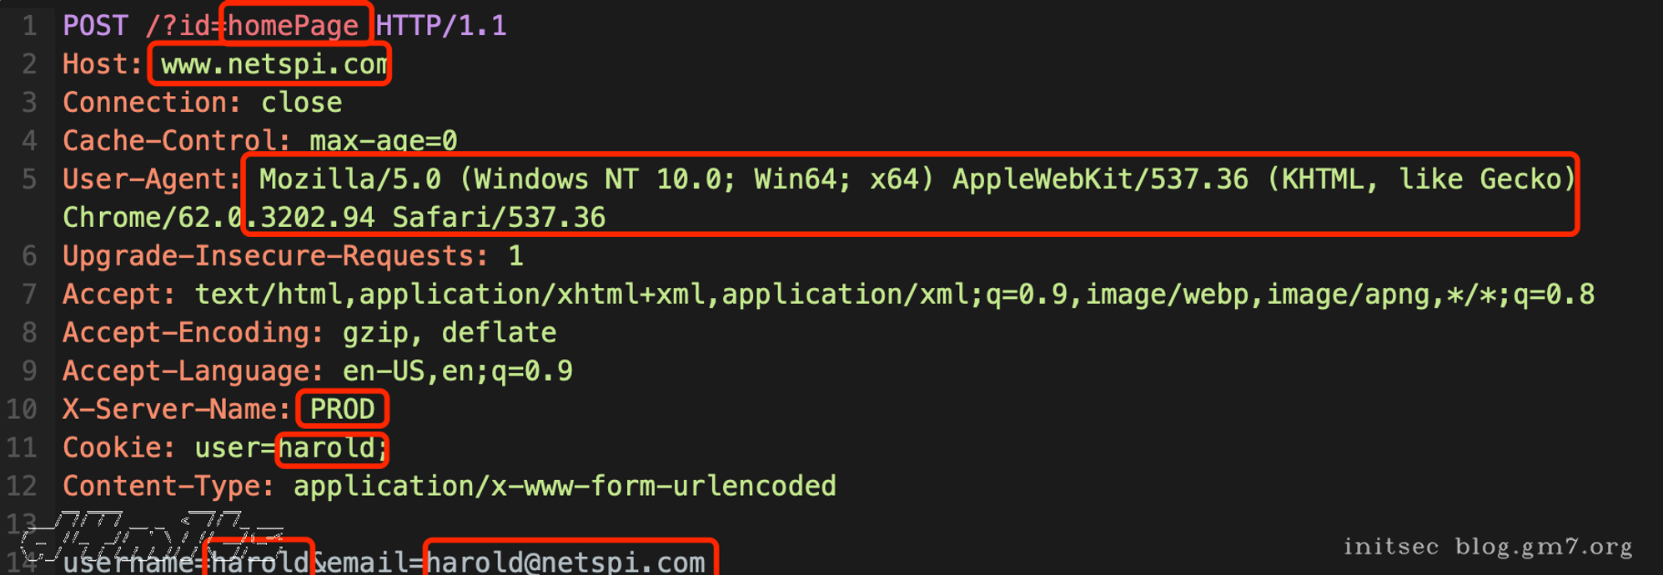 1 POST /?id=homePage HTTP/1.1
2 Host: www.netspi.com
3 Connection: close
4 Cache-Control: max-age=0
5 User-Agent: Mozilla/5.0 (Windows NT 10.0; Win64; x64) AppleWebKit/537.36 (KHTML, like Gecko)
Chrome/62.0.3202.94 Safari/537.36
6 Upgrade-Insecure-Requests: 1
7 Accept: text/html,application/xhtml+xml,application/xml;q=0.9,image/webp,image/apng,*/*;q=0.8
8 Accept-Encoding: gzip, deflate
9 Accept-Language: en-US,en;q=0.9
10 X-Server-Name: PROD
11 Cookie: user=harold;
12 Content-Type: application/x-www-form-urlencoded
13
14 username=harold&email=harold@netspi.com
initsec blog.gm7.org